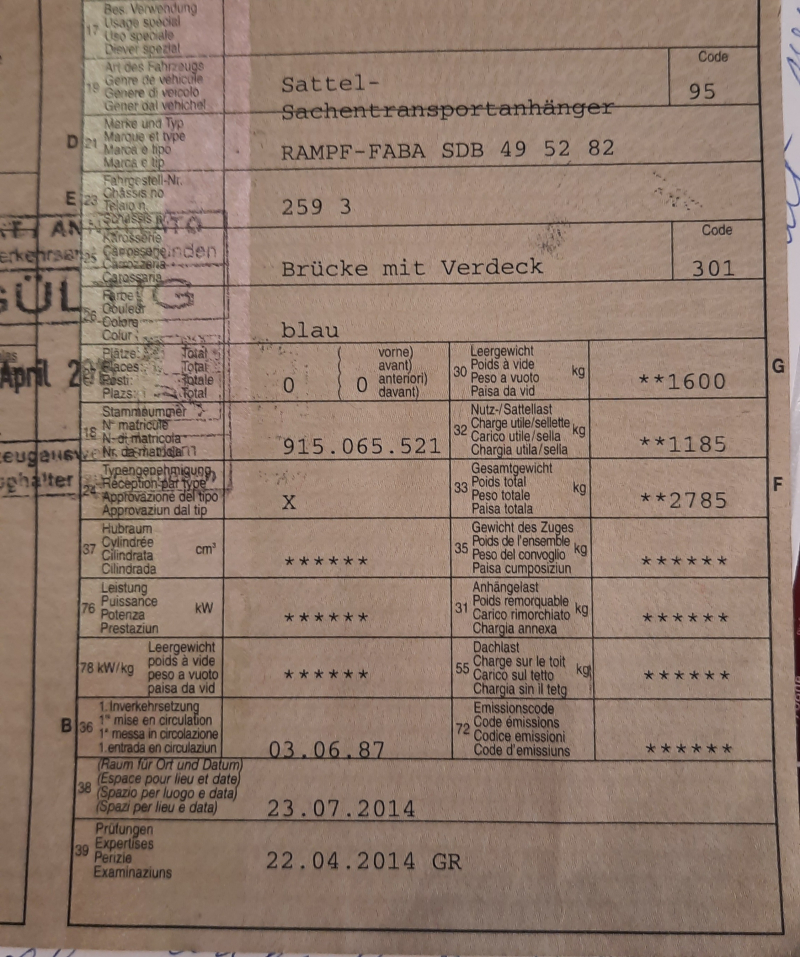 17 Bes. Verwendung
Usage spécial
Uso speciale
Diever spezial
19 Art des Fahrzeugs
Genre de véhicule
Genere di veicolo
Gener dal vehichel
Sattel-
Sachentransportanhänger
Code
95
D 21 Marke und Typ
Marque et type
Marca e tipo
Marca e tip
RAMPF-FABA SDB 49 52 82
E 23 Fahrgestell-Nr.
Châssis no
Telaio n.
Schassis
259 3
Karosserie
Carrosserie
Carrozzeria
Carossaria
Brücke mit Verdeck
Code
301
26 Farbe
Couleur
Colore
Colur
blau
Plätze: Total
Places: Total
Posti: Totale
Plazs: Total
0
( 0 vorne)
avant)
anteriori)
davant)
30 Leergewicht
Poids à vide
Peso a vuoto
Paisa da vid
kg
**1600
G
18 Stammnummer
N° matricule
N. di matricola
Nr. da matricla
915.065.521
32 Nutz-/Sattellast
Charge utile/sellette
Carico utile/sella
Chargia utila/sella
kg
**1185
24 Typengenehmigung
Réception par type
Approvazione del tipo
Approvaziun dal tip
X
33 Gesamtgewicht
Poids total
Peso totale
Paisa totala
kg
**2785
F
37 Hubraum
Cylindrée
Cilindrata
Cilindrada
cm³
******
35 Gewicht des Zuges
Poids de l'ensemble
Peso del convoglio
Paisa cumposiziun
kg
******
76 Leistung
Puissance
Potenza
Prestaziun
kW
******
31 Anhängelast
Poids remorquable
Carico rimorchiato
Chargia annexa
kg
******
78 kW/kg
Leergewicht
poids à vide
peso a vuoto
paisa da vid
******
55 Dachlast
Charge sur le toit
Carico sul tetto
Chargia sin il tetg
kg
******
B 36 1. Inverkehrsetzung
1re mise en circulation
1a messa in circolazione
1. entrada en circulaziun
03.06.87
72 Emissionscode
Code émissions
Codice emissioni
Code d'emissiuns
******
38 (Raum für Ort und Datum)
(Espace pour lieu et date)
(Spazio per luogo e data)
(Spazi per lieu e data)
23.07.2014
39 Prüfungen
Expertises
Perizie
Examinaziuns
22.04.2014 GR
April